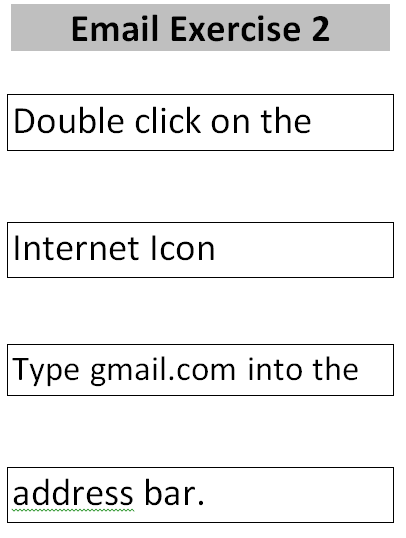 Email Exercise 2
Double click on the
Internet Icon
Type gmail.com into the
address bar.